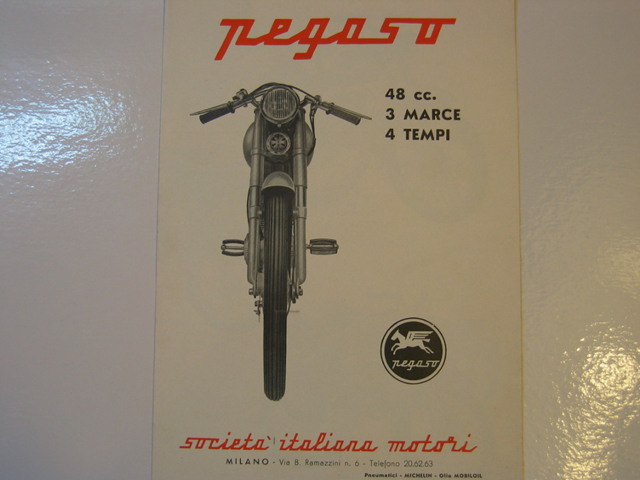 pegaso
48 cc.
3 MARCE
4 TEMPI
pegaso
società italiana motori
MILANO - Via B. Ramazzini n. 6 - Telefono 20.62.63
Pneumatici - MICHELIN - Olio MOBILOIL